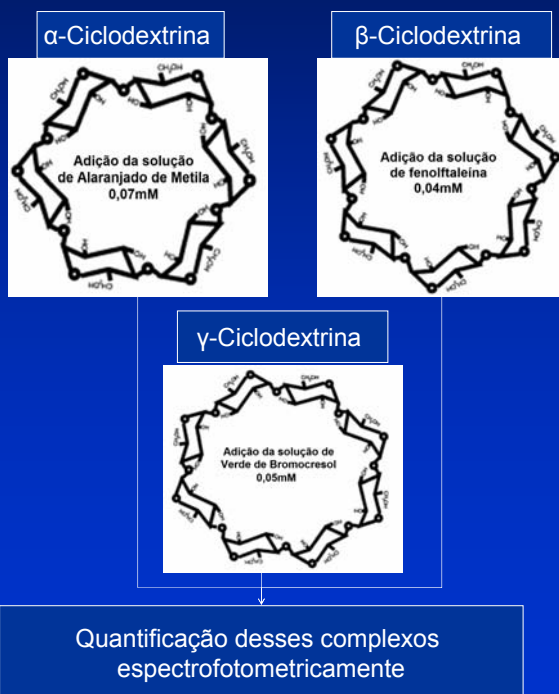 α-Ciclodextrina
Adição da solução
de Alaranjado de Metila
0,07mM
β-Ciclodextrina
Adição da solução
de fenolftaleína
0,04mM
γ-Ciclodextrina
Adição da solução de
Verde de Bromocresol
0,05mM
Quantificação desses complexos
espectrofotometricamente